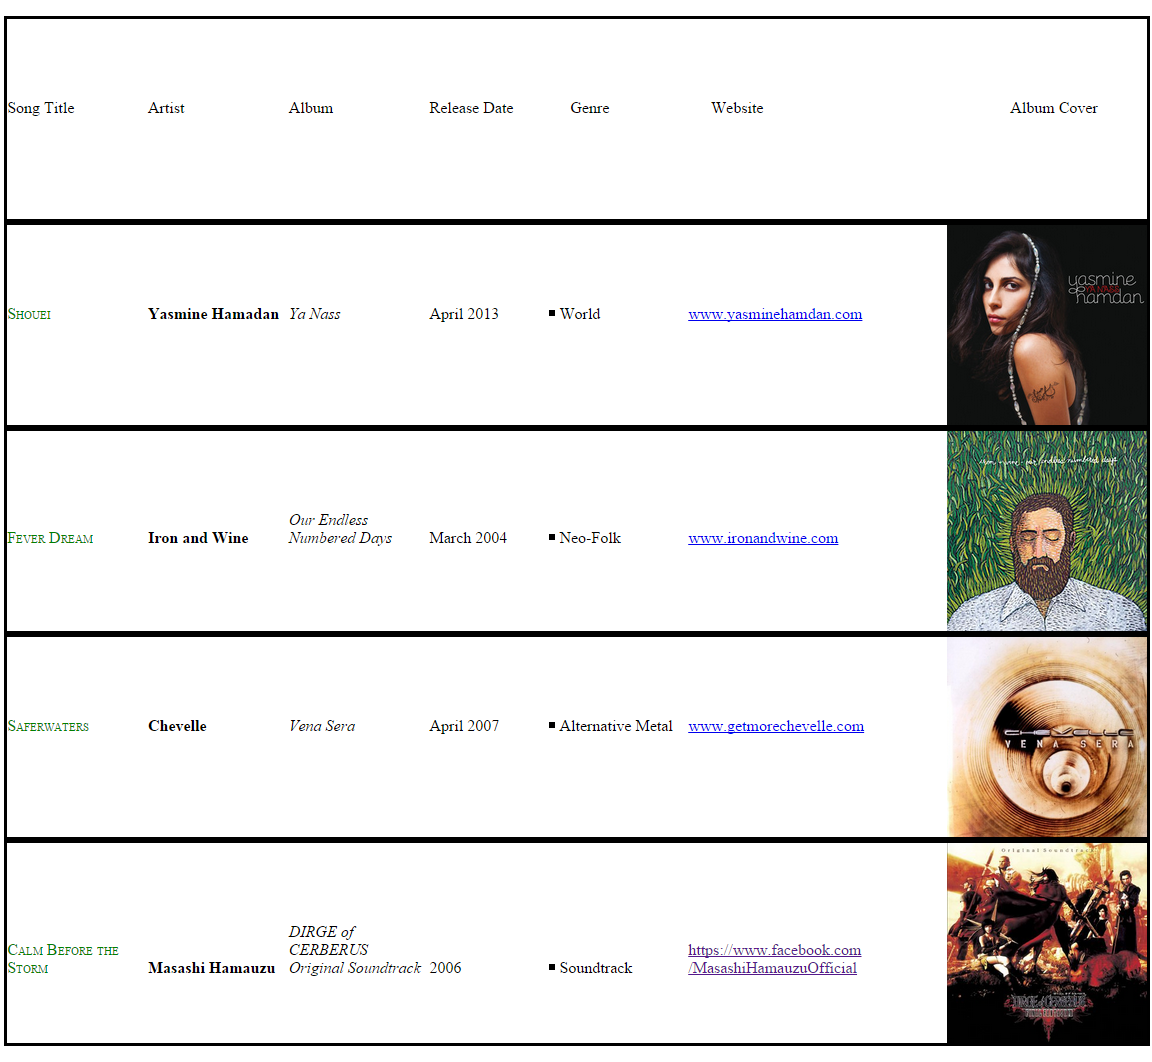 Song Title Artist Album Release Date Genre Website Album Cover
Shouei Yasmine Hamadan Ya Nass April 2013 ▪ World www.yasminehamdan.com
yasmine
YA NASS
hamdan
Our Endless
Fever Dream Iron and Wine Numbered Days March 2004 ▪ Neo-Folk www.ironandwine.com
iron and wine our endless numbered days
Saferwaters Chevelle Vena Sera April 2007 ▪ Alternative Metal www.getmorechevelle.com
CHEVELLE
VENA SERA
DIRGE of
Calm Before the CERBERUS https://www.facebook.com
Storm Masashi Hamauzu Original Soundtrack 2006 ▪ Soundtrack /MasashiHamauzuOfficial
Original Soundtrack
DIRGE of CERBERUS